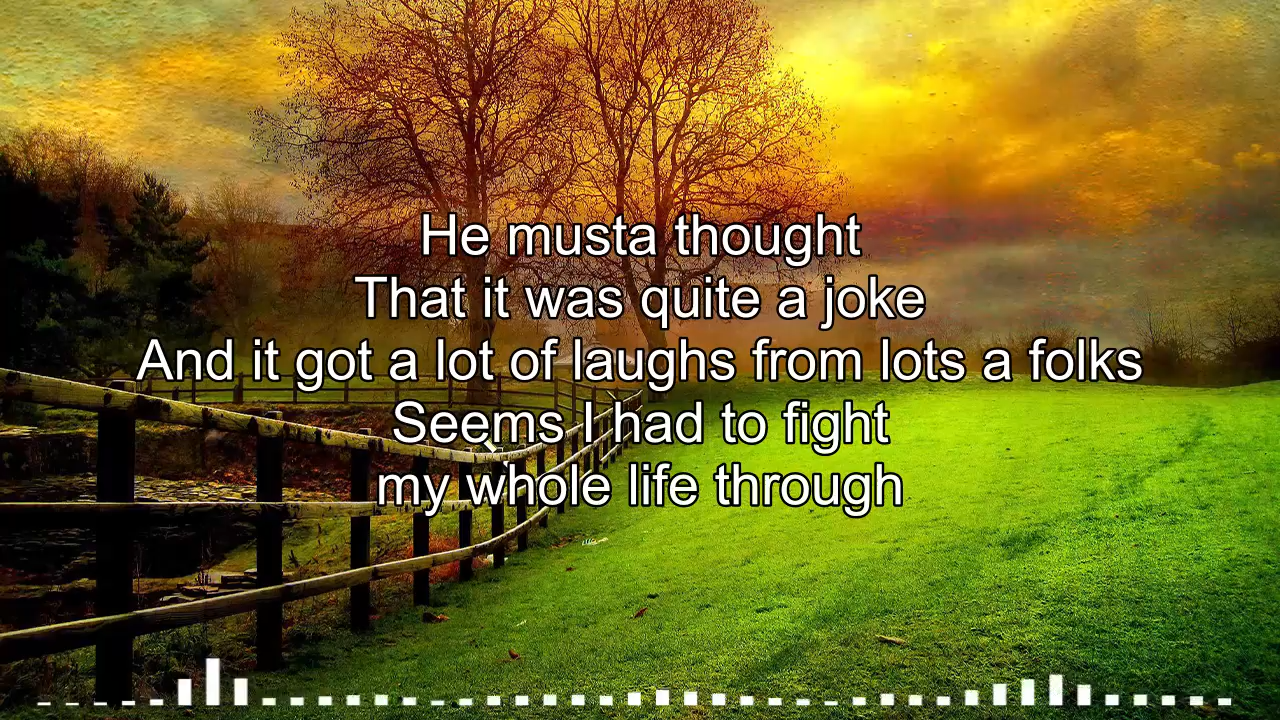 He musta thought
That it was quite a joke
And it got a lot of laughs from lots a folks
Seems I had to fight
my whole life through